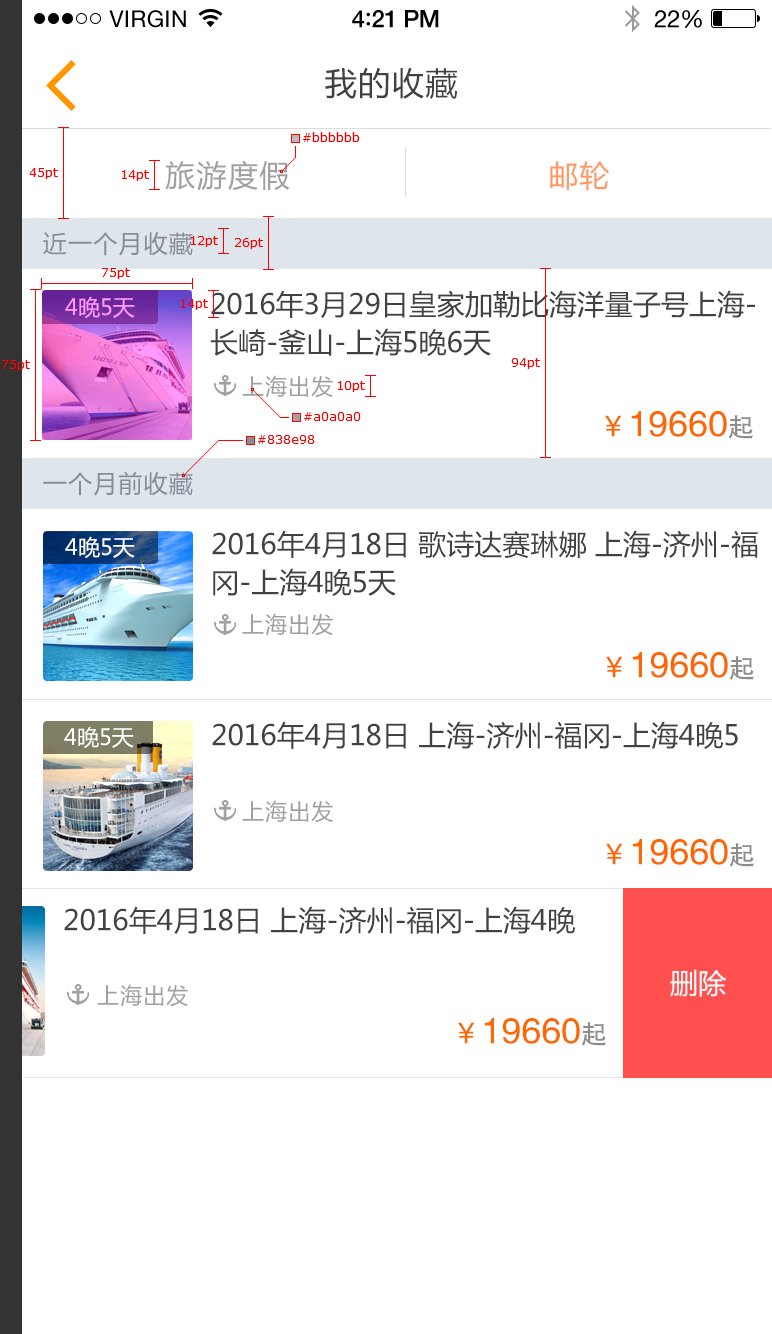 VIRGIN 4:21 PM 22%
我的收藏
#bbbbbb
45pt 14pt 旅游度假 邮轮
近一个月收藏 12pt 26pt
75pt
4晚5天 14pt 2016年3月29日皇家加勒比海洋量子号上海-
长崎-釜山-上海5晚6天
75pt 94pt
上海出发 10pt
#a0a0a0
¥ 19660起
#838e98
一个月前收藏
4晚5天 2016年4月18日 歌诗达赛琳娜 上海-济州-福
冈-上海4晚5天
上海出发
¥ 19660起
4晚5天 2016年4月18日 上海-济州-福冈-上海4晚5
上海出发
¥ 19660起
2016年4月18日 上海-济州-福冈-上海4晚
删除
上海出发
¥ 19660起